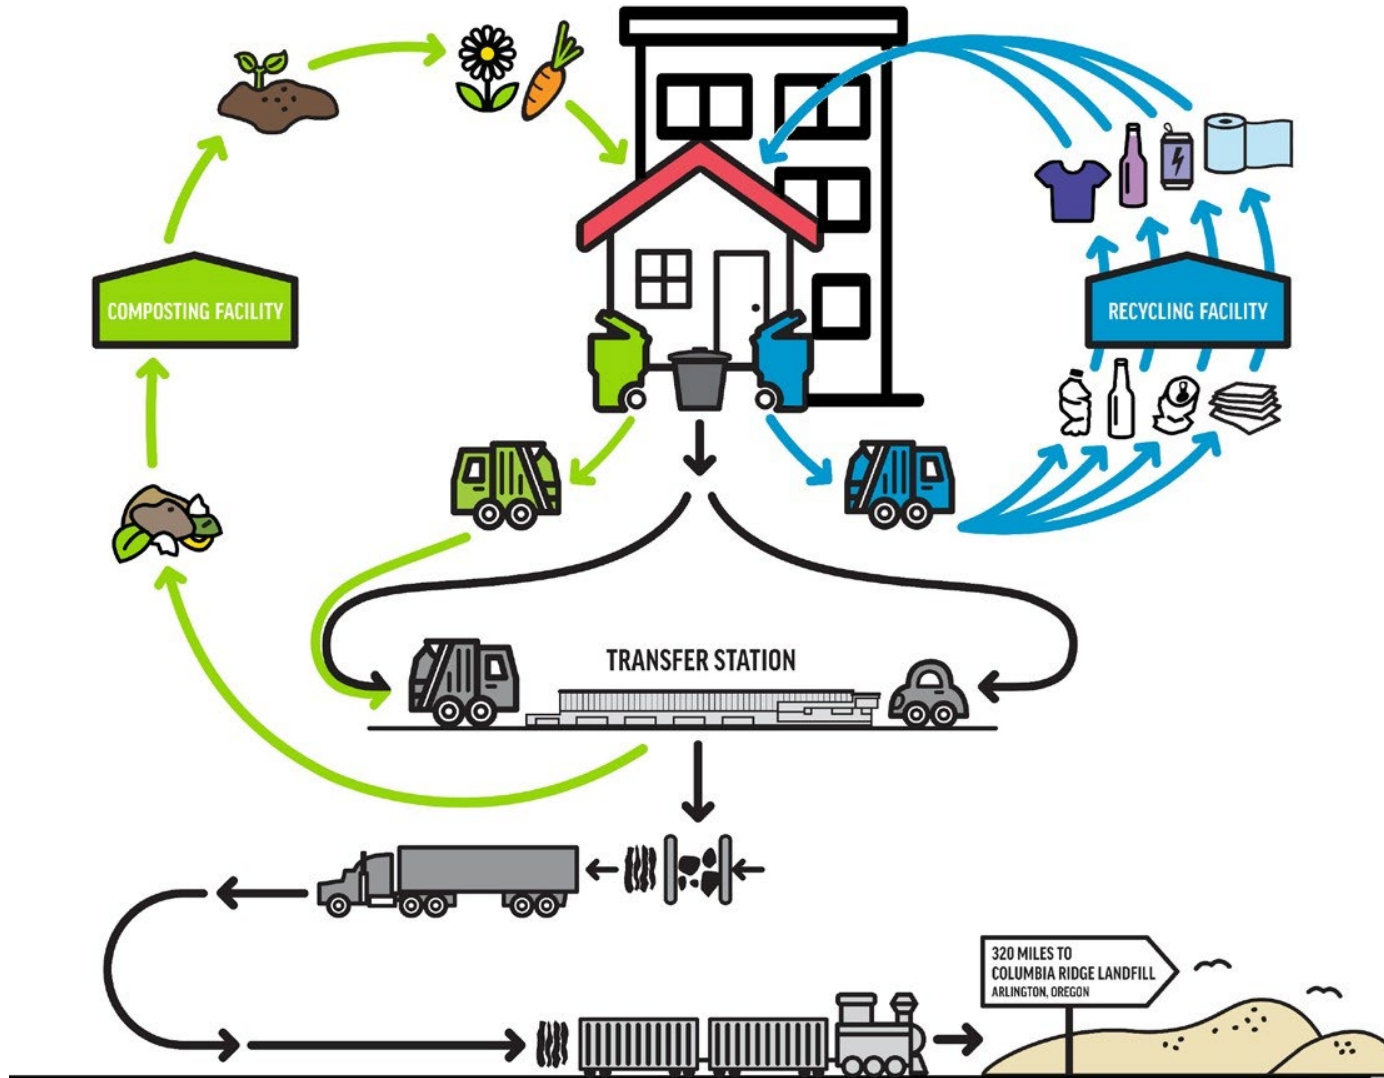 COMPOSTING FACILITY
RECYCLING FACILITY
TRANSFER STATION
320 MILES TO
COLUMBIA RIDGE LANDFILL
ARLINGTON, OREGON